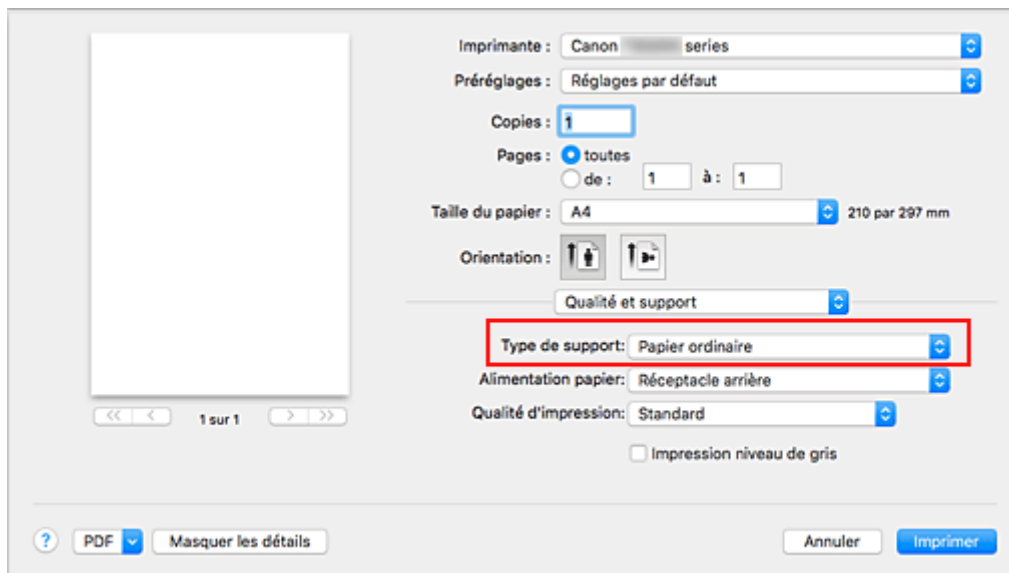 Imprimante : Canon series
Préréglages : Réglages par défaut
Copies : 1
Pages : toutes
de : 1 à : 1
Taille du papier : A4 210 par 297 mm
Orientation :
Qualité et support
Type de support: Papier ordinaire
Alimentation papier: Réceptacle arrière
Qualité d'impression: Standard
1 sur 1
Impression niveau de gris
? PDF Masquer les détails Annuler Imprimer